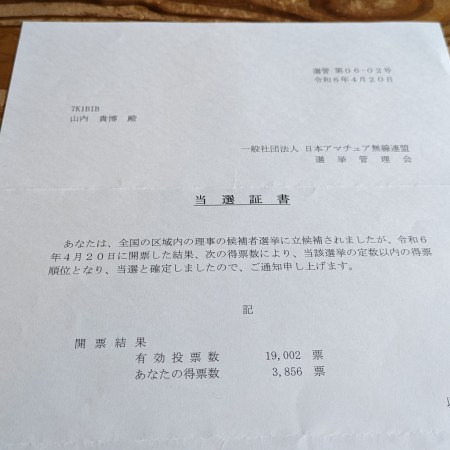 選管 第06-02号
令和6年4月20日
7K1BIB
山内 貴博 殿
一般社団法人 日本アマチュア無線連盟
選挙管理会
当選証書
あなたは、全国の区域内の理事の候補者選挙に立候補されましたが、令和6
年4月20日に開票した結果、次の得票数により、当該選挙の定数以内の得票
順位となり、当選と確定しましたので、ご通知申し上げます。
記
開票結果
有効投票数 19,002 票
あなたの得票数 3,856 票